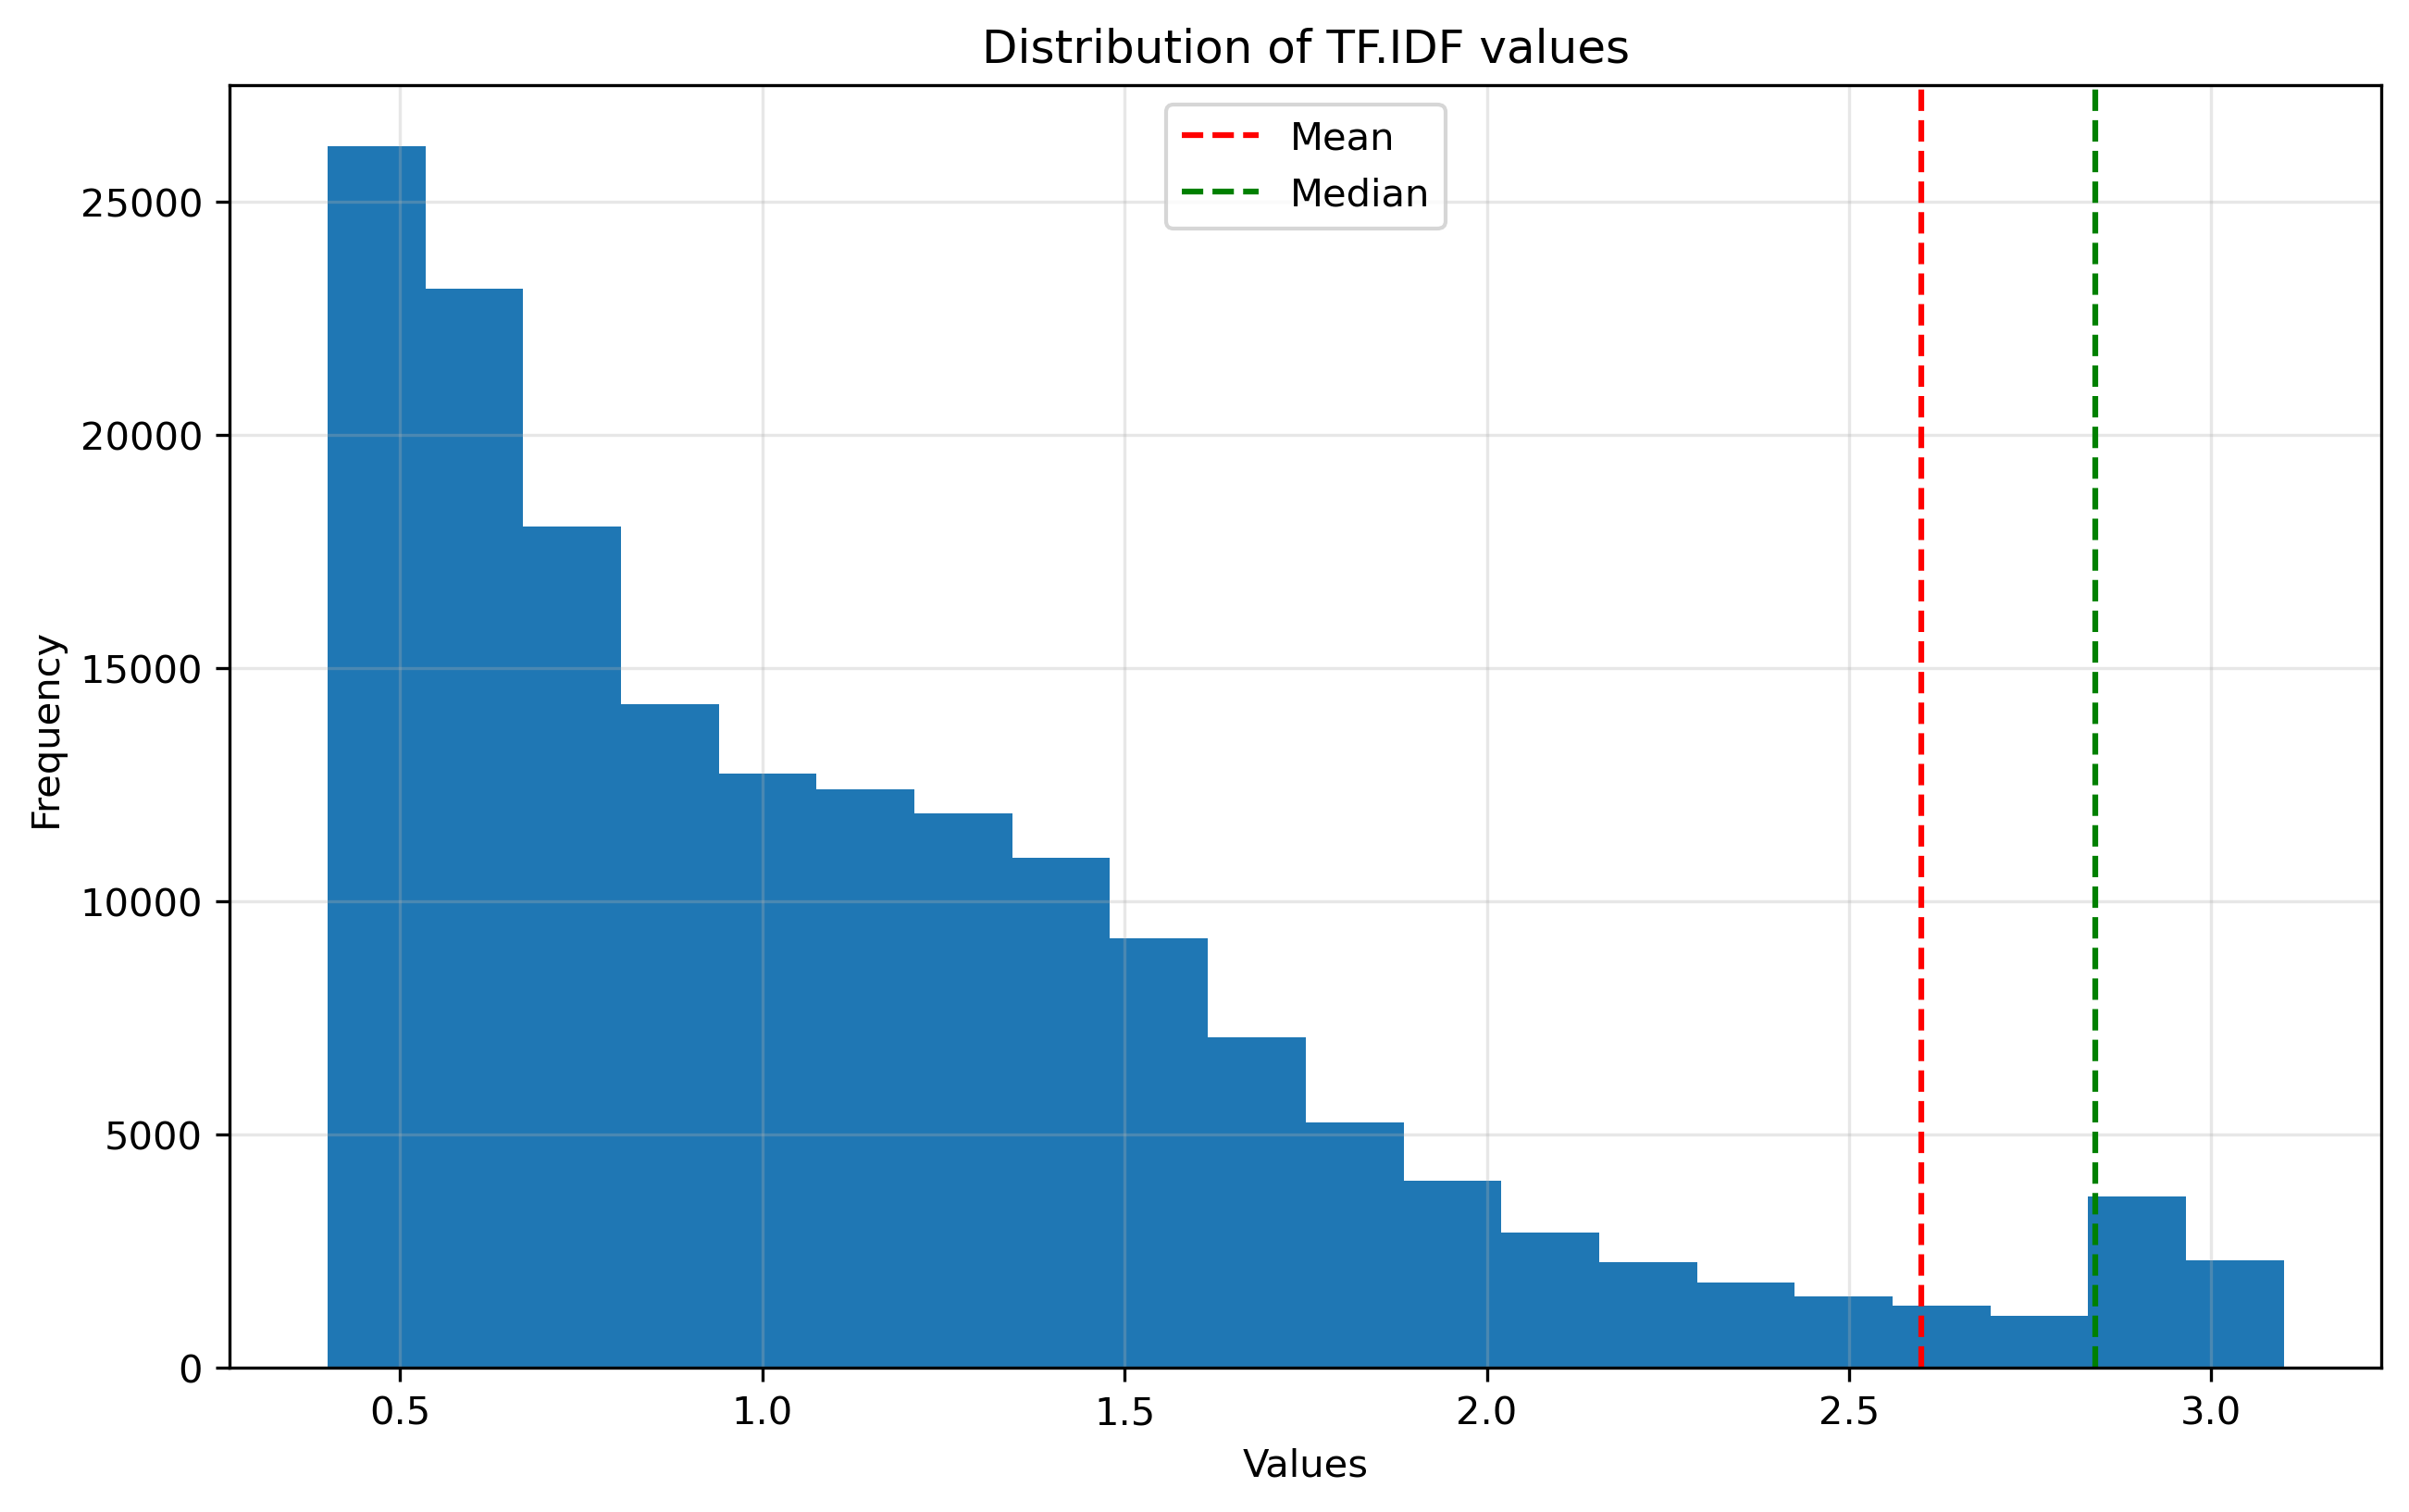 Distribution of TF.IDF values
Mean
Median
Frequency
25000
20000
15000
10000
5000
0
0.5 1.0 1.5 2.0 2.5 3.0
Values